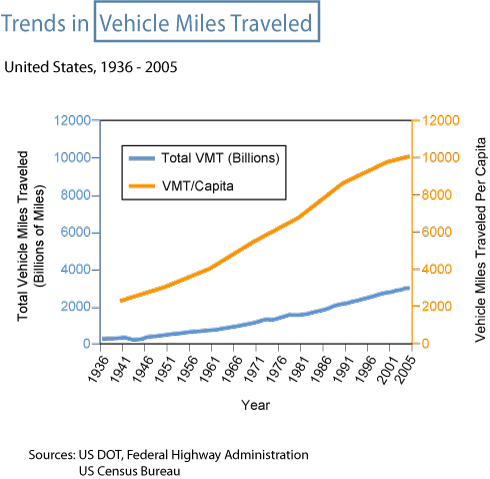 Trends in Vehicle Miles Traveled
United States, 1936 - 2005
Total Vehicle Miles Traveled
(Billions of Miles)
12000
10000
8000
6000
4000
2000
0
Total VMT (Billions)
VMT/Capita
12000
10000
8000
6000
4000
2000
0
Vehicle Miles Traveled Per Capita
1936 1941 1946 1951 1956 1961 1966 1971 1976 1981 1986 1991 1996 2001 2005
Year
Sources: US DOT, Federal Highway Administration
US Census Bureau